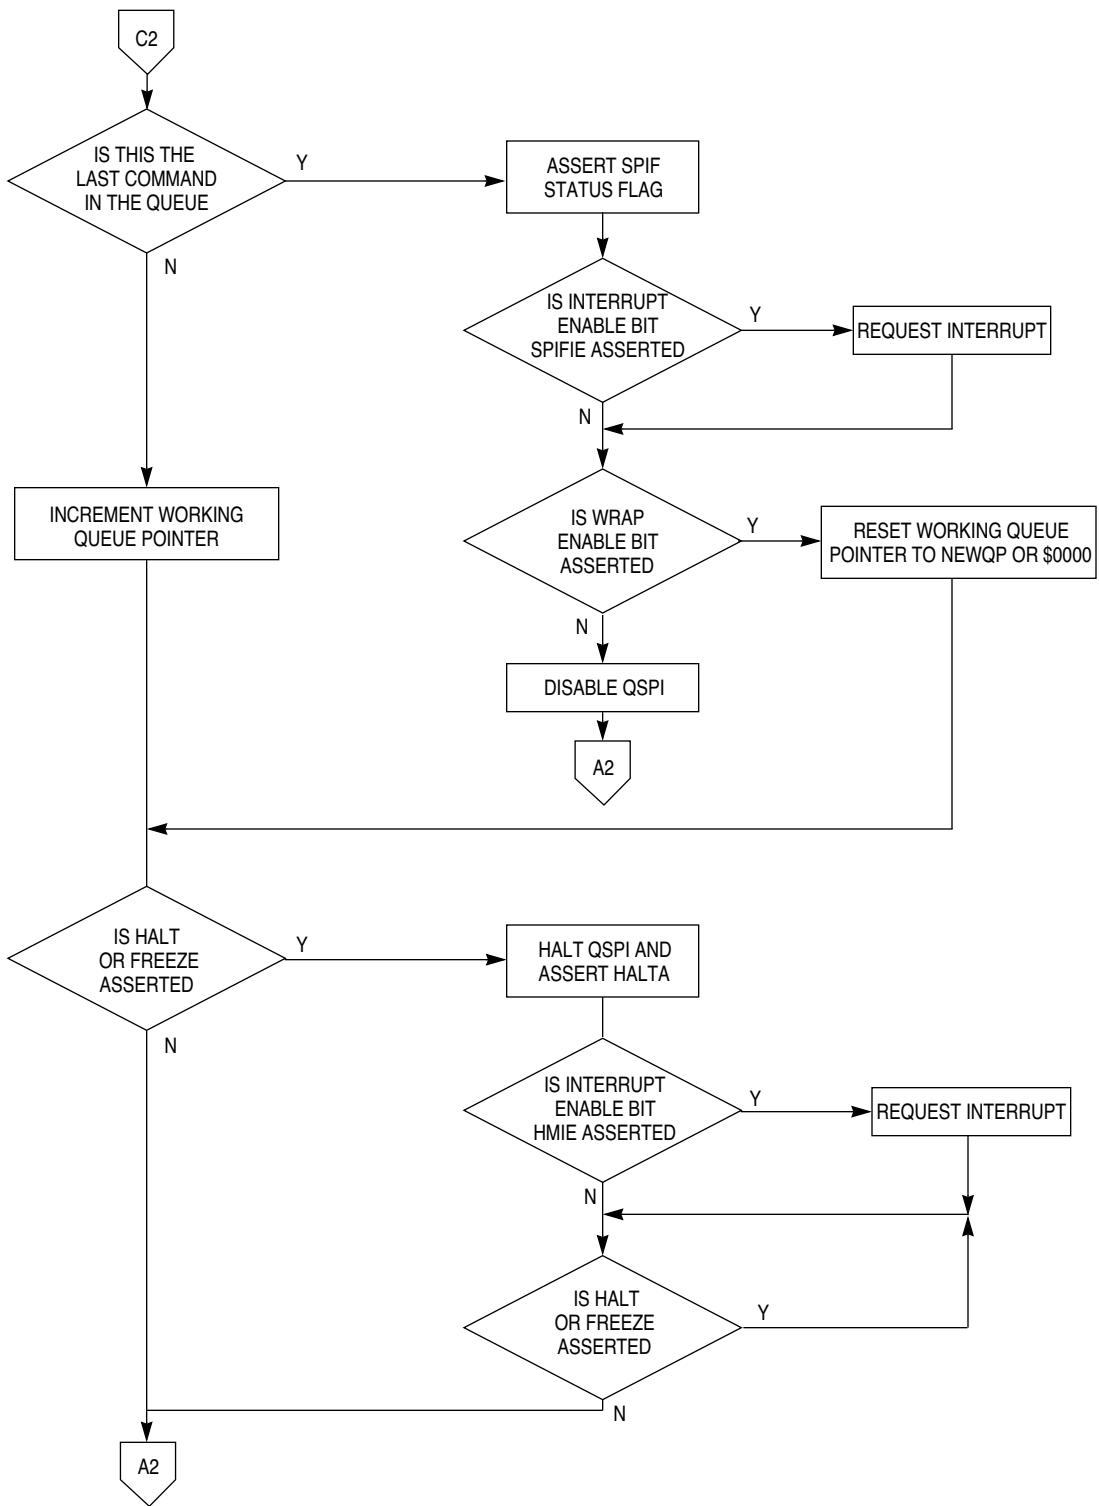 C2
IS THIS THE
LAST COMMAND
IN THE QUEUE
Y
N
ASSERT SPIF
STATUS FLAG
IS INTERRUPT
ENABLE BIT
SPIFIE ASSERTED
Y
N
REQUEST INTERRUPT
INCREMENT WORKING
QUEUE POINTER
IS WRAP
ENABLE BIT
ASSERTED
Y
N
RESET WORKING QUEUE
POINTER TO NEWQP OR $0000
DISABLE QSPI
A2
IS HALT
OR FREEZE
ASSERTED
Y
N
HALT QSPI AND
ASSERT HALTA
IS INTERRUPT
ENABLE BIT
HMIE ASSERTED
Y
N
REQUEST INTERRUPT
IS HALT
OR FREEZE
ASSERTED
Y
N
A2